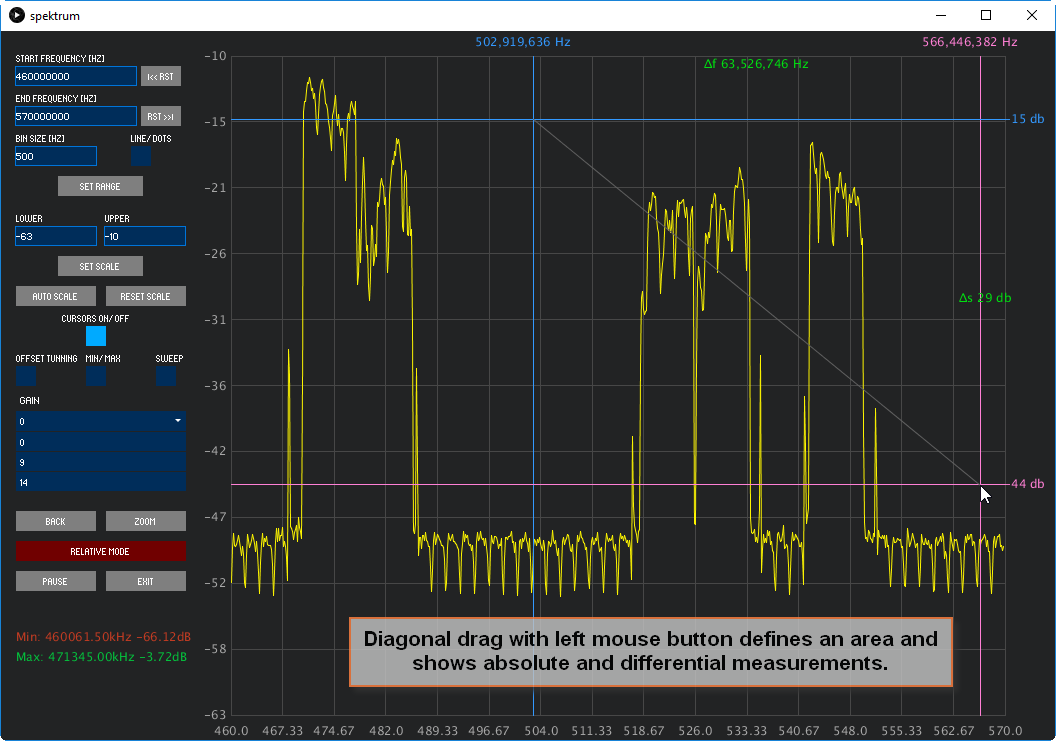 spektrum
502,919,636 Hz
566,446,382 Hz
Δf 63,526,746 Hz
START FREQUENCY [HZ]
460000000
|<< RST
END FREQUENCY [HZ]
570000000
RST >>|
BIN SIZE [HZ]
LINE/DOTS
500
SET RANGE
LOWER
UPPER
-63
-10
SET SCALE
AUTO SCALE
RESET SCALE
CURSORS ON/OFF
OFFSET TUNNING
MIN/MAX
SWEEP
GAIN
0
0
9
14
BACK
ZOOM
RELATIVE MODE
PAUSE
EXIT
Min: 460061.50kHz -66.12dB
Max: 471345.00kHz -3.72dB
-10
-15
-21
-26
-31
-36
-42
-47
-52
-58
-63
-15 db
Δs 29 db
-44 db
Diagonal drag with left mouse button defines an area and
shows absolute and differential measurements.
460.0 467.33 474.67 482.0 489.33 496.67 504.0 511.33 518.67 526.0 533.33 540.67 548.0 555.33 562.67 570.0